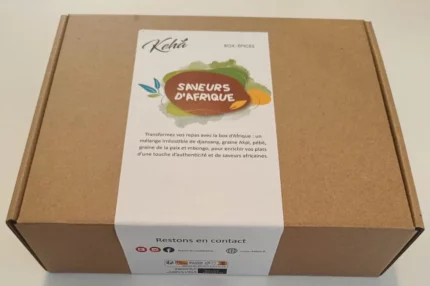 Kehä
BOX ÉPICES
SAVEURS
D'AFRIQUE
Transformez vos repas avec la box d'Afrique : un
mélange irrésistible de djansang, graine Akpi, pèbè,
graine de la paix et mbongo, pour enrichir vos plats
d'une touche d'authenticité et de saveurs africaines.
Restons en contact